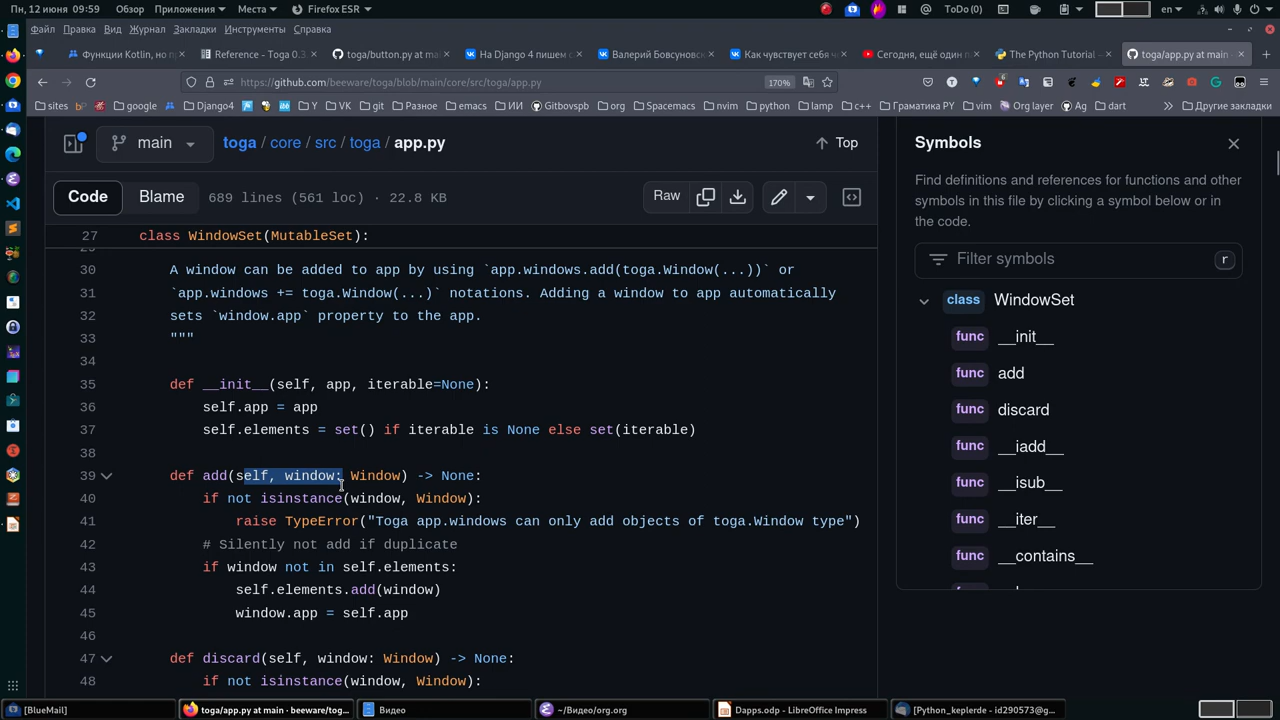 Пн, 12 июня 09:59 Обзор Приложения Места Firefox ESR ToDo(0) en
Файл Правка Вид Журнал Закладки Инструменты Справка
Функции Kotlin, но п Reference - Toga 0.3. toga/button.py at ma На Django 4 пишем с Валерий Бовсуновс Как чувствует себя ч Сегодня, ещё один п The Python Tutorial — toga/app.py at main
https://github.com/beeware/toga/blob/main/core/src/toga/app.py 170%
sites google Django4 Y VK git Разное emacs ИИ Gitbovspb org Spacemacs nvim python lamp c++ Граматика РY vim Org layer Ag dart Другие закладки
main toga / core / src / toga / app.py Top
Code Blame 689 lines (561 loc) · 22.8 KB Raw
27 class WindowSet(MutableSet):
30 A window can be added to app by using `app.windows.add(toga.Window(...))` or
31 `app.windows += toga.Window(...)` notations. Adding a window to app automatically
32 sets `window.app` property to the app.
33 """
34
35 def __init__(self, app, iterable=None):
36 self.app = app
37 self.elements = set() if iterable is None else set(iterable)
38
39 def add(self, window: Window) -> None:
40 if not isinstance(window, Window):
41 raise TypeError("Toga app.windows can only add objects of toga.Window type")
42 # Silently not add if duplicate
43 if window not in self.elements:
44 self.elements.add(window)
45 window.app = self.app
46
47 def discard(self, window: Window) -> None:
48 if not isinstance(window, Window):
Symbols
Find definitions and references for functions and other
symbols in this file by clicking a symbol below or in
the code.
Filter symbols r
class WindowSet
func __init__
func add
func discard
func __iadd__
func __isub__
func __iter__
func __contains__
[BlueMail] toga/app.py at main · beeware/tog... Видео ~/Видео/org.org Dapps.odp — LibreOffice Impress [Python_keplerde - id290573@g...